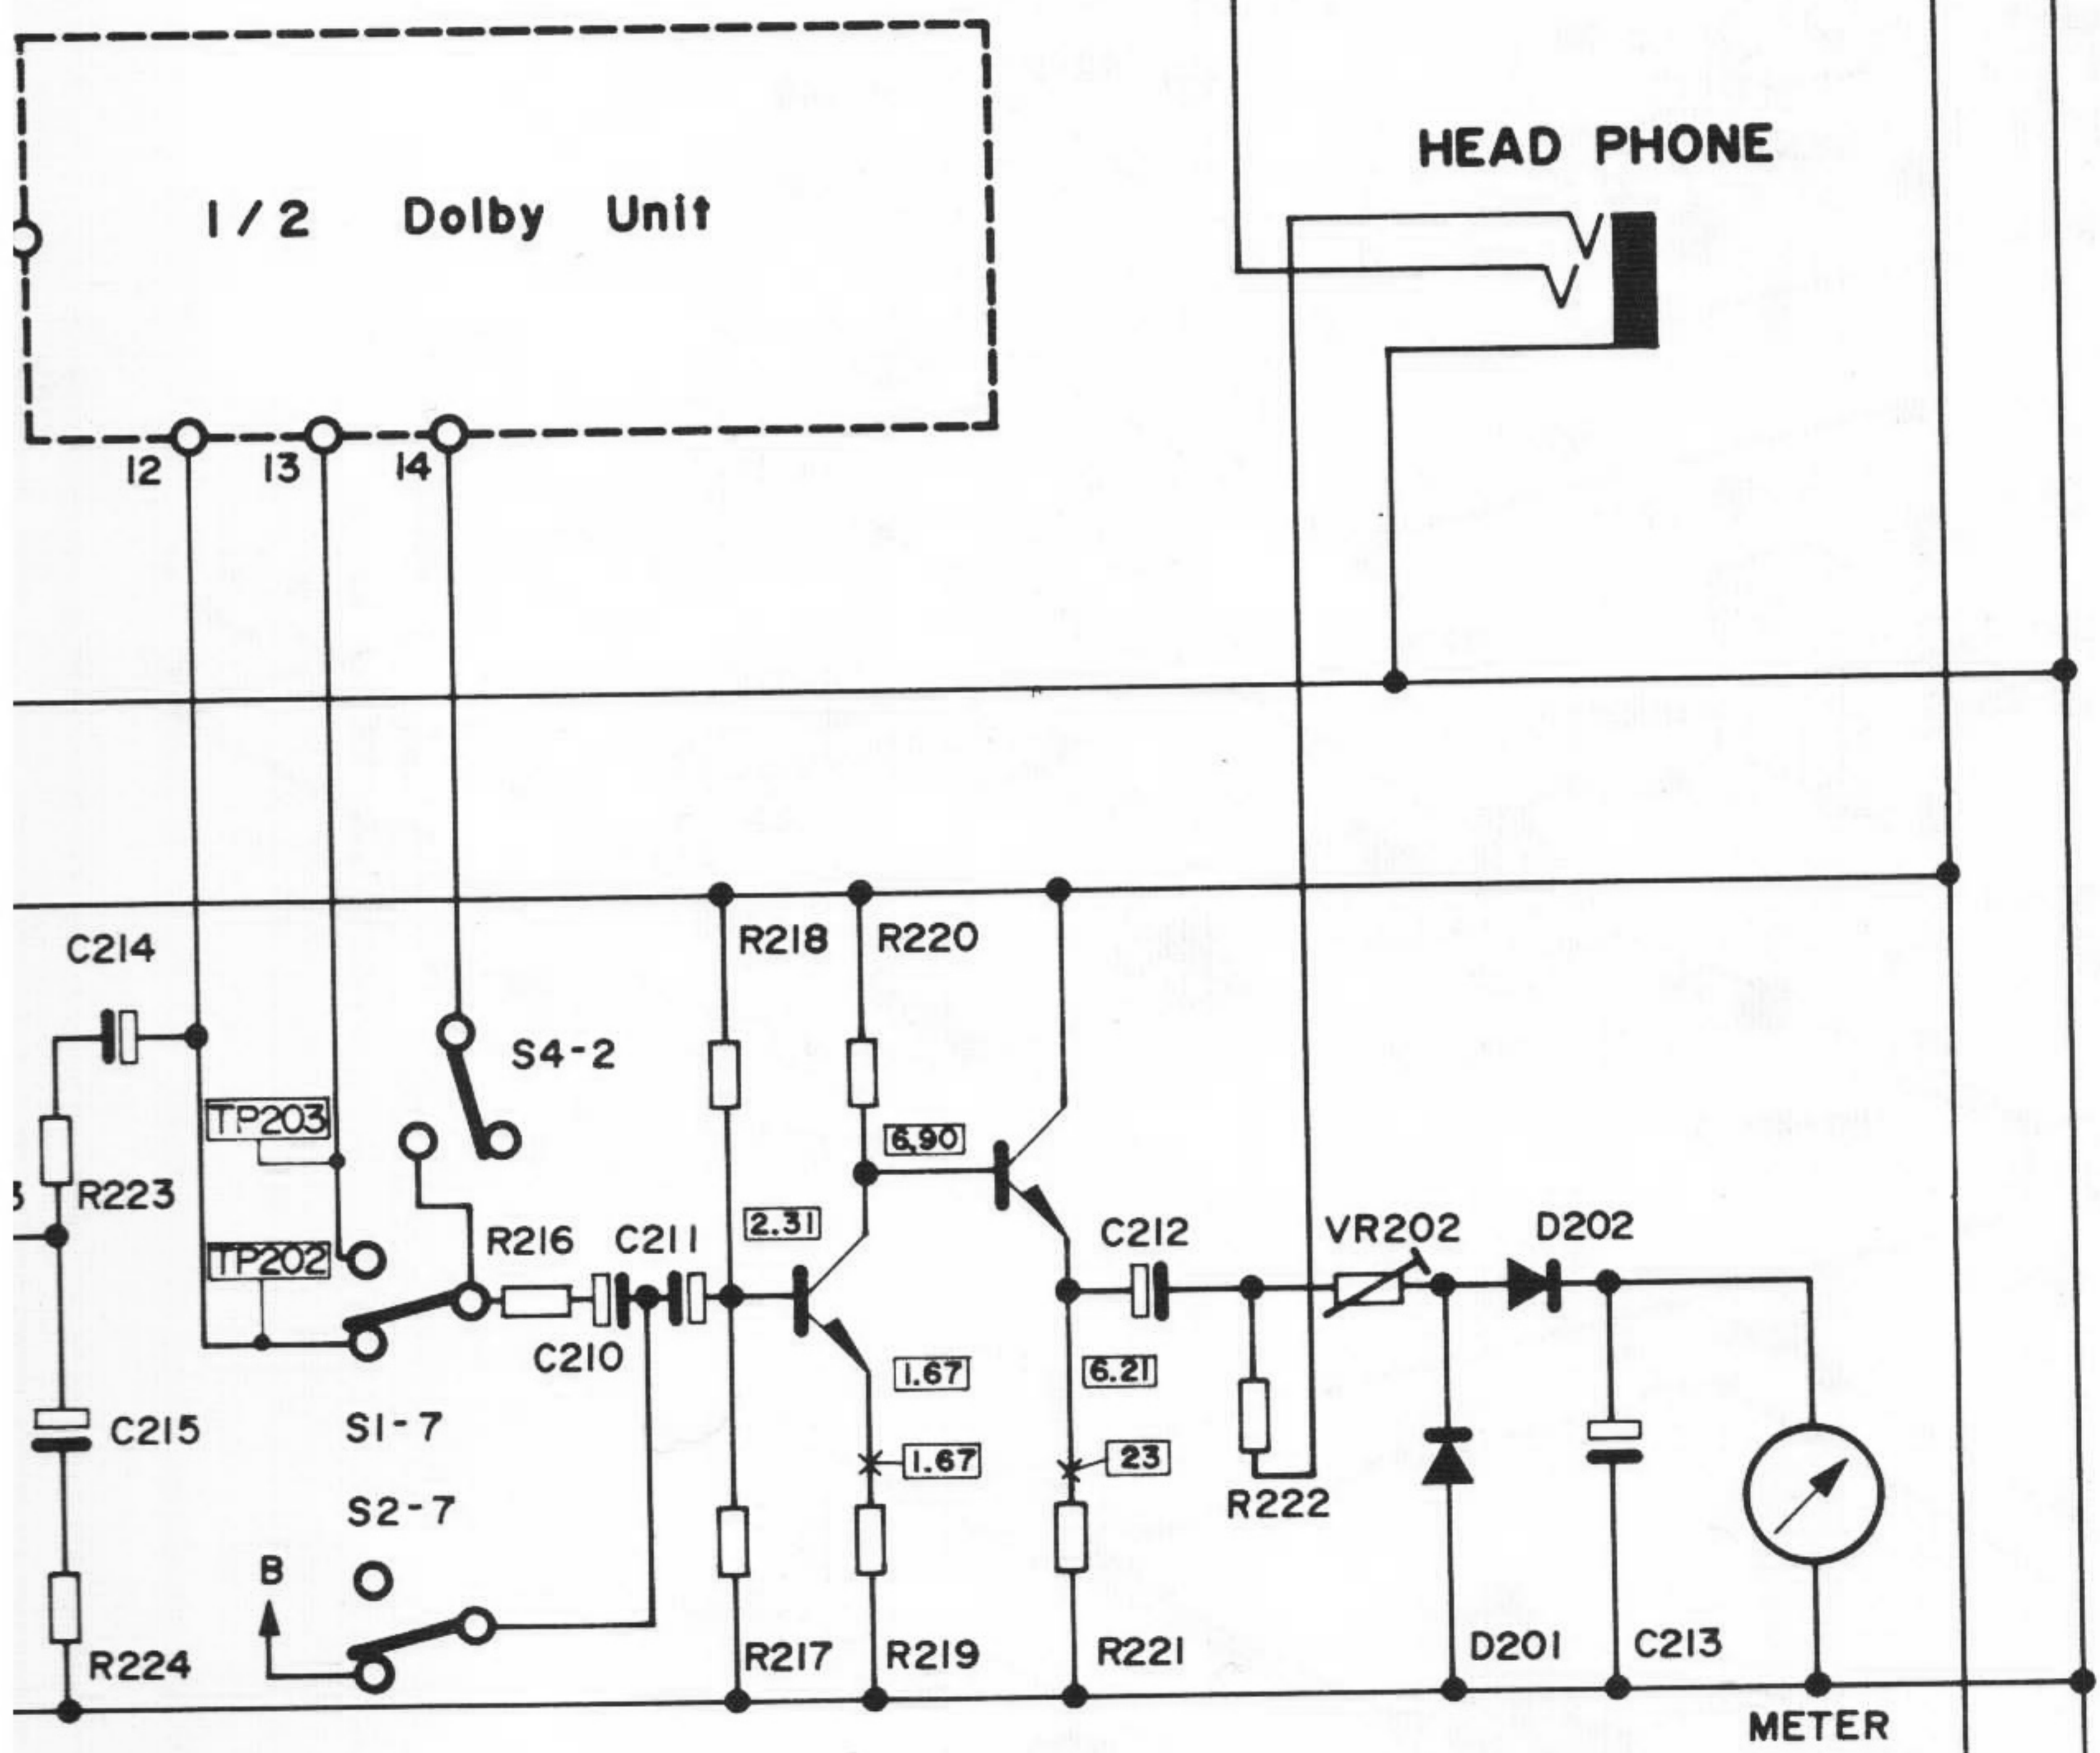 HEAD PHONE
1/2 Dolby Unit
12 13 14
R218 R220
C214
S4-2
TP203
6,90
3 R223
2.31
R216 C211 C212 VR202 D202
TP202
C210
1.67 6.21
S1-7
C215
1.67 23
S2-7
R222
B
R217 R219 R221 D201 C213
R224
METER